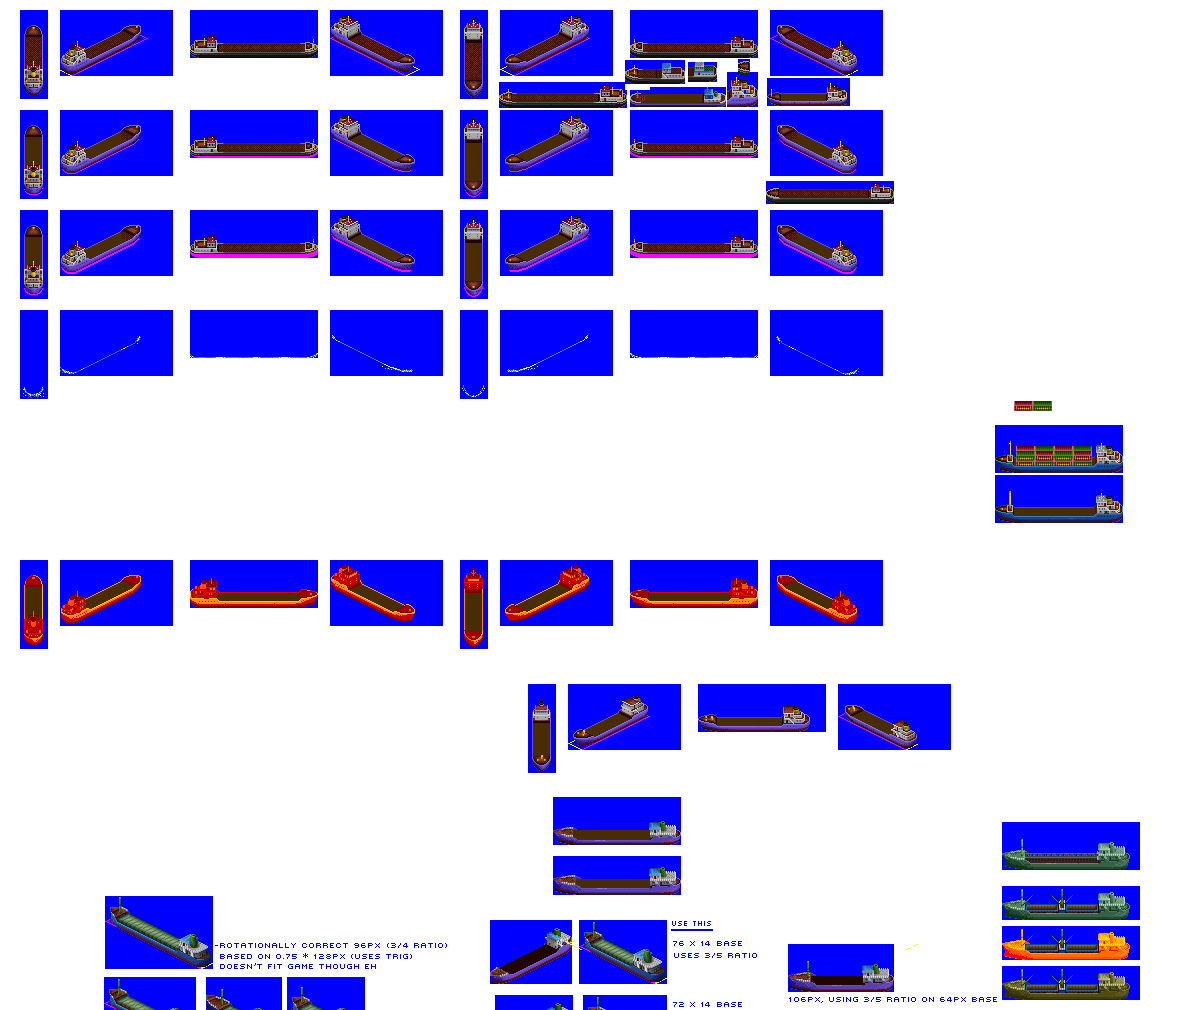 USE THIS
-ROTATIONALLY CORRECT 96PX (3/4 RATIO)
BASED ON 0.75 * 128PX (USES TRIG)
DOESN'T FIT GAME THOUGH EH
76 X 14 BASE
USES 3/5 RATIO
106PX, USING 3/5 RATIO ON 64PX BASE
72 X 14 BASE